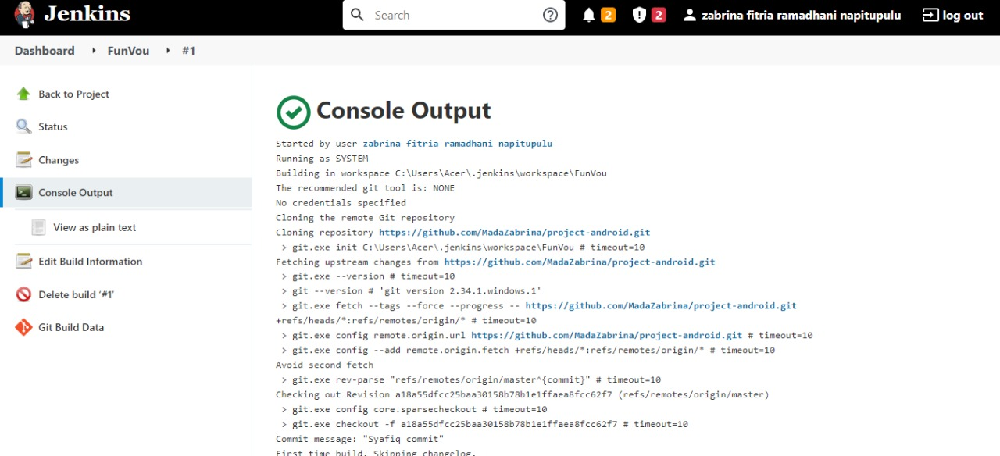 Jenkins
Search
2
2
zabrina fitria ramadhani napitupulu
log out
Dashboard
FunVou
#1
Back to Project
Status
Changes
Console Output
View as plain text
Edit Build Information
Delete build ‘#1’
Git Build Data
Console Output
Started by user zabrina fitria ramadhani napitupulu
Running as SYSTEM
Building in workspace C:\Users\Acer\.jenkins\workspace\FunVou
The recommended git tool is: NONE
No credentials specified
Cloning the remote Git repository
Cloning repository https://github.com/MadaZabrina/project-android.git
> git.exe init C:\Users\Acer\.jenkins\workspace\FunVou # timeout=10
Fetching upstream changes from https://github.com/MadaZabrina/project-android.git
> git.exe --version # timeout=10
> git --version # 'git version 2.34.1.windows.1'
> git.exe fetch --tags --force --progress -- https://github.com/MadaZabrina/project-android.git
+refs/heads/*:refs/remotes/origin/* # timeout=10
> git.exe config remote.origin.url https://github.com/MadaZabrina/project-android.git # timeout=10
> git.exe config --add remote.origin.fetch +refs/heads/*:refs/remotes/origin/* # timeout=10
Avoid second fetch
> git.exe rev-parse "refs/remotes/origin/master^{commit}" # timeout=10
Checking out Revision a18a55dfcc25baa30158b78b1e1ffaea8fcc62f7 (refs/remotes/origin/master)
> git.exe config core.sparsecheckout # timeout=10
> git.exe checkout -f a18a55dfcc25baa30158b78b1e1ffaea8fcc62f7 # timeout=10
Commit message: "Syafiq commit"
First time build. Skipping changelog.